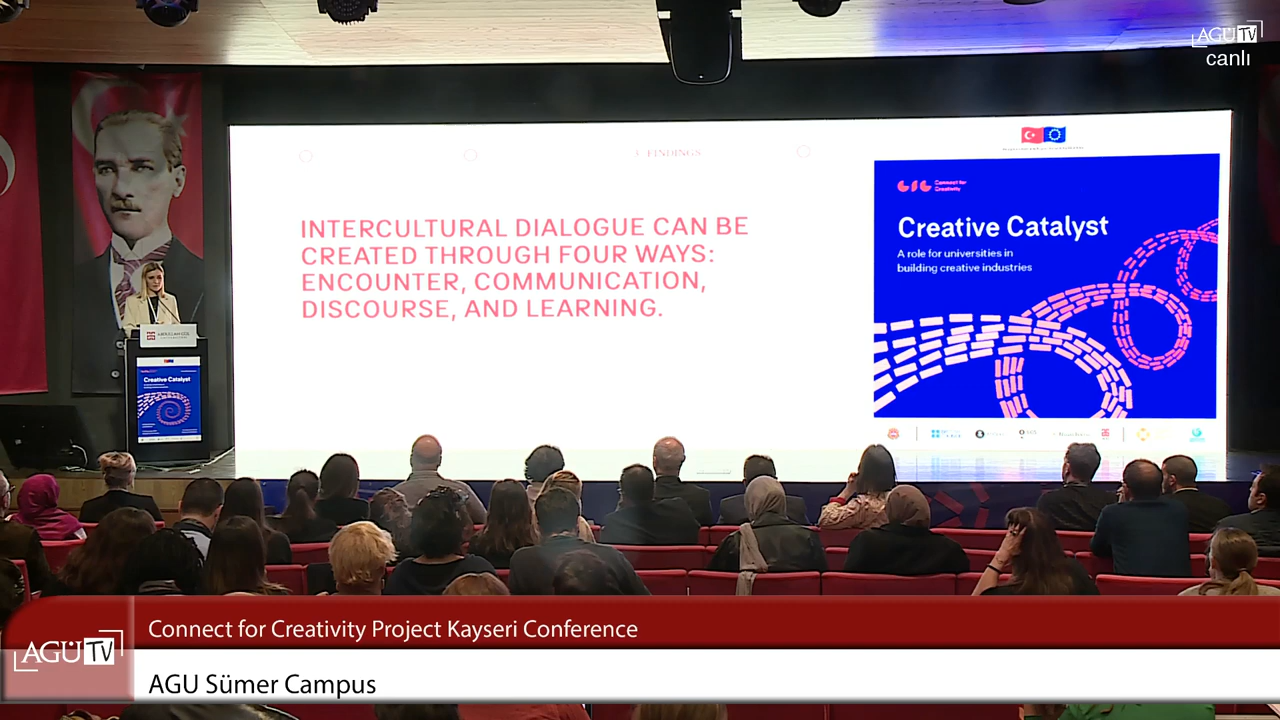 AGÜ TV
canlı
3. FINDINGS
INTERCULTURAL DIALOGUE CAN BE
CREATED THROUGH FOUR WAYS:
ENCOUNTER, COMMUNICATION,
DISCOURSE, AND LEARNING.
Connect for
Creativity
Creative Catalyst
A role for universities in
building creative industries
Creative Catalyst
Connect for Creativity Project Kayseri Conference
AGÜ TV
AGU Sümer Campus